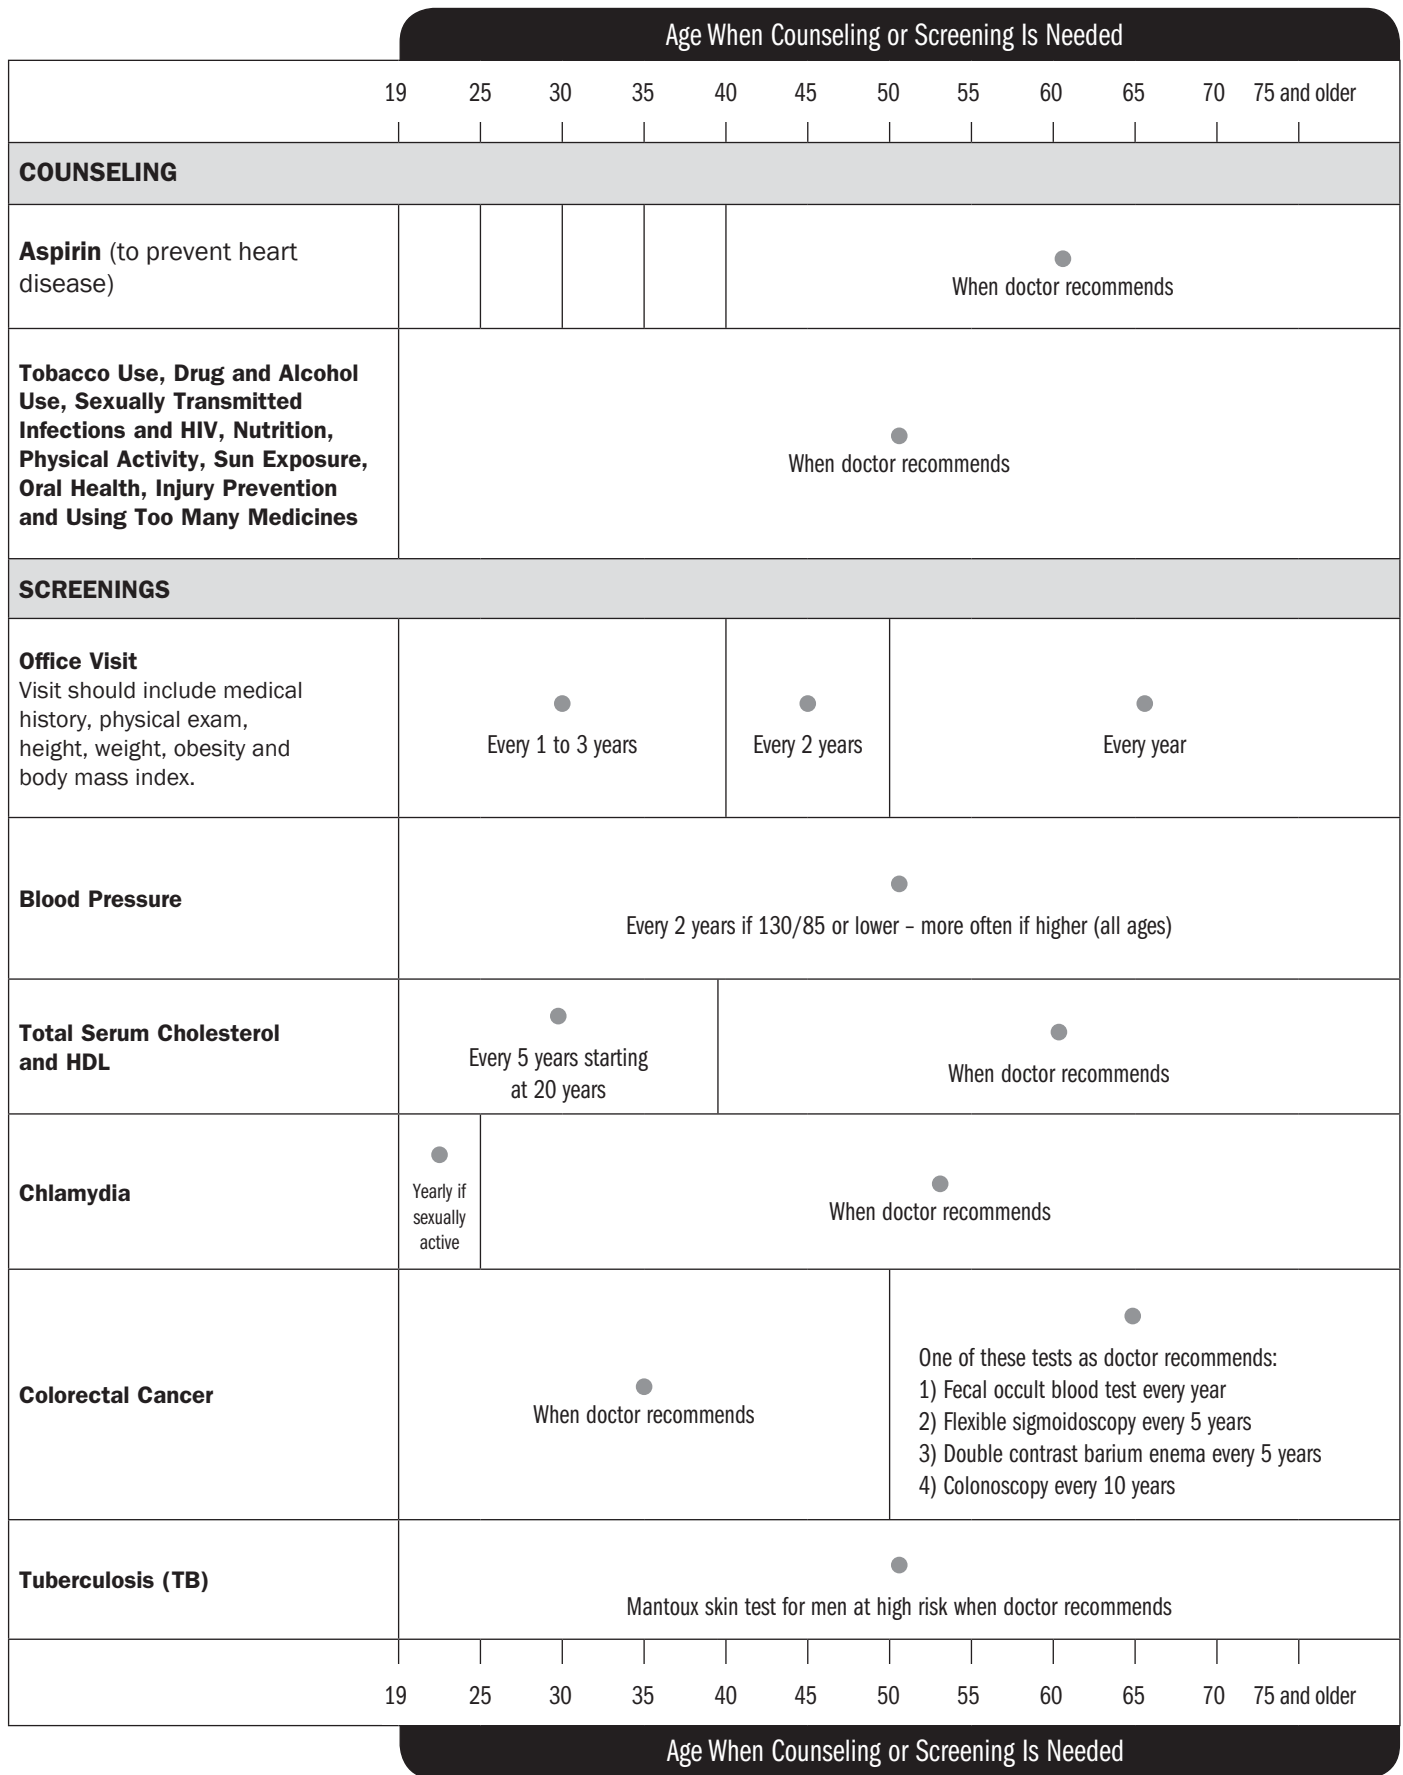 Age When Counseling or Screening Is Needed
19 25 30 35 40 45 50 55 60 65 70 75 and older
COUNSELING
Aspirin (to prevent heart
disease)
When doctor recommends
Tobacco Use, Drug and Alcohol
Use, Sexually Transmitted
Infections and HIV, Nutrition,
Physical Activity, Sun Exposure,
Oral Health, Injury Prevention
and Using Too Many Medicines
When doctor recommends
SCREENINGS
Office Visit
Visit should include medical
history, physical exam,
height, weight, obesity and
body mass index.
Every 1 to 3 years
Every 2 years
Every year
Blood Pressure
Every 2 years if 130/85 or lower – more often if higher (all ages)
Total Serum Cholesterol
and HDL
Every 5 years starting
at 20 years
When doctor recommends
Chlamydia
Yearly if
sexually
active
When doctor recommends
Colorectal Cancer
When doctor recommends
One of these tests as doctor recommends:
1) Fecal occult blood test every year
2) Flexible sigmoidoscopy every 5 years
3) Double contrast barium enema every 5 years
4) Colonoscopy every 10 years
Tuberculosis (TB)
Mantoux skin test for men at high risk when doctor recommends
19 25 30 35 40 45 50 55 60 65 70 75 and older
Age When Counseling or Screening Is Needed